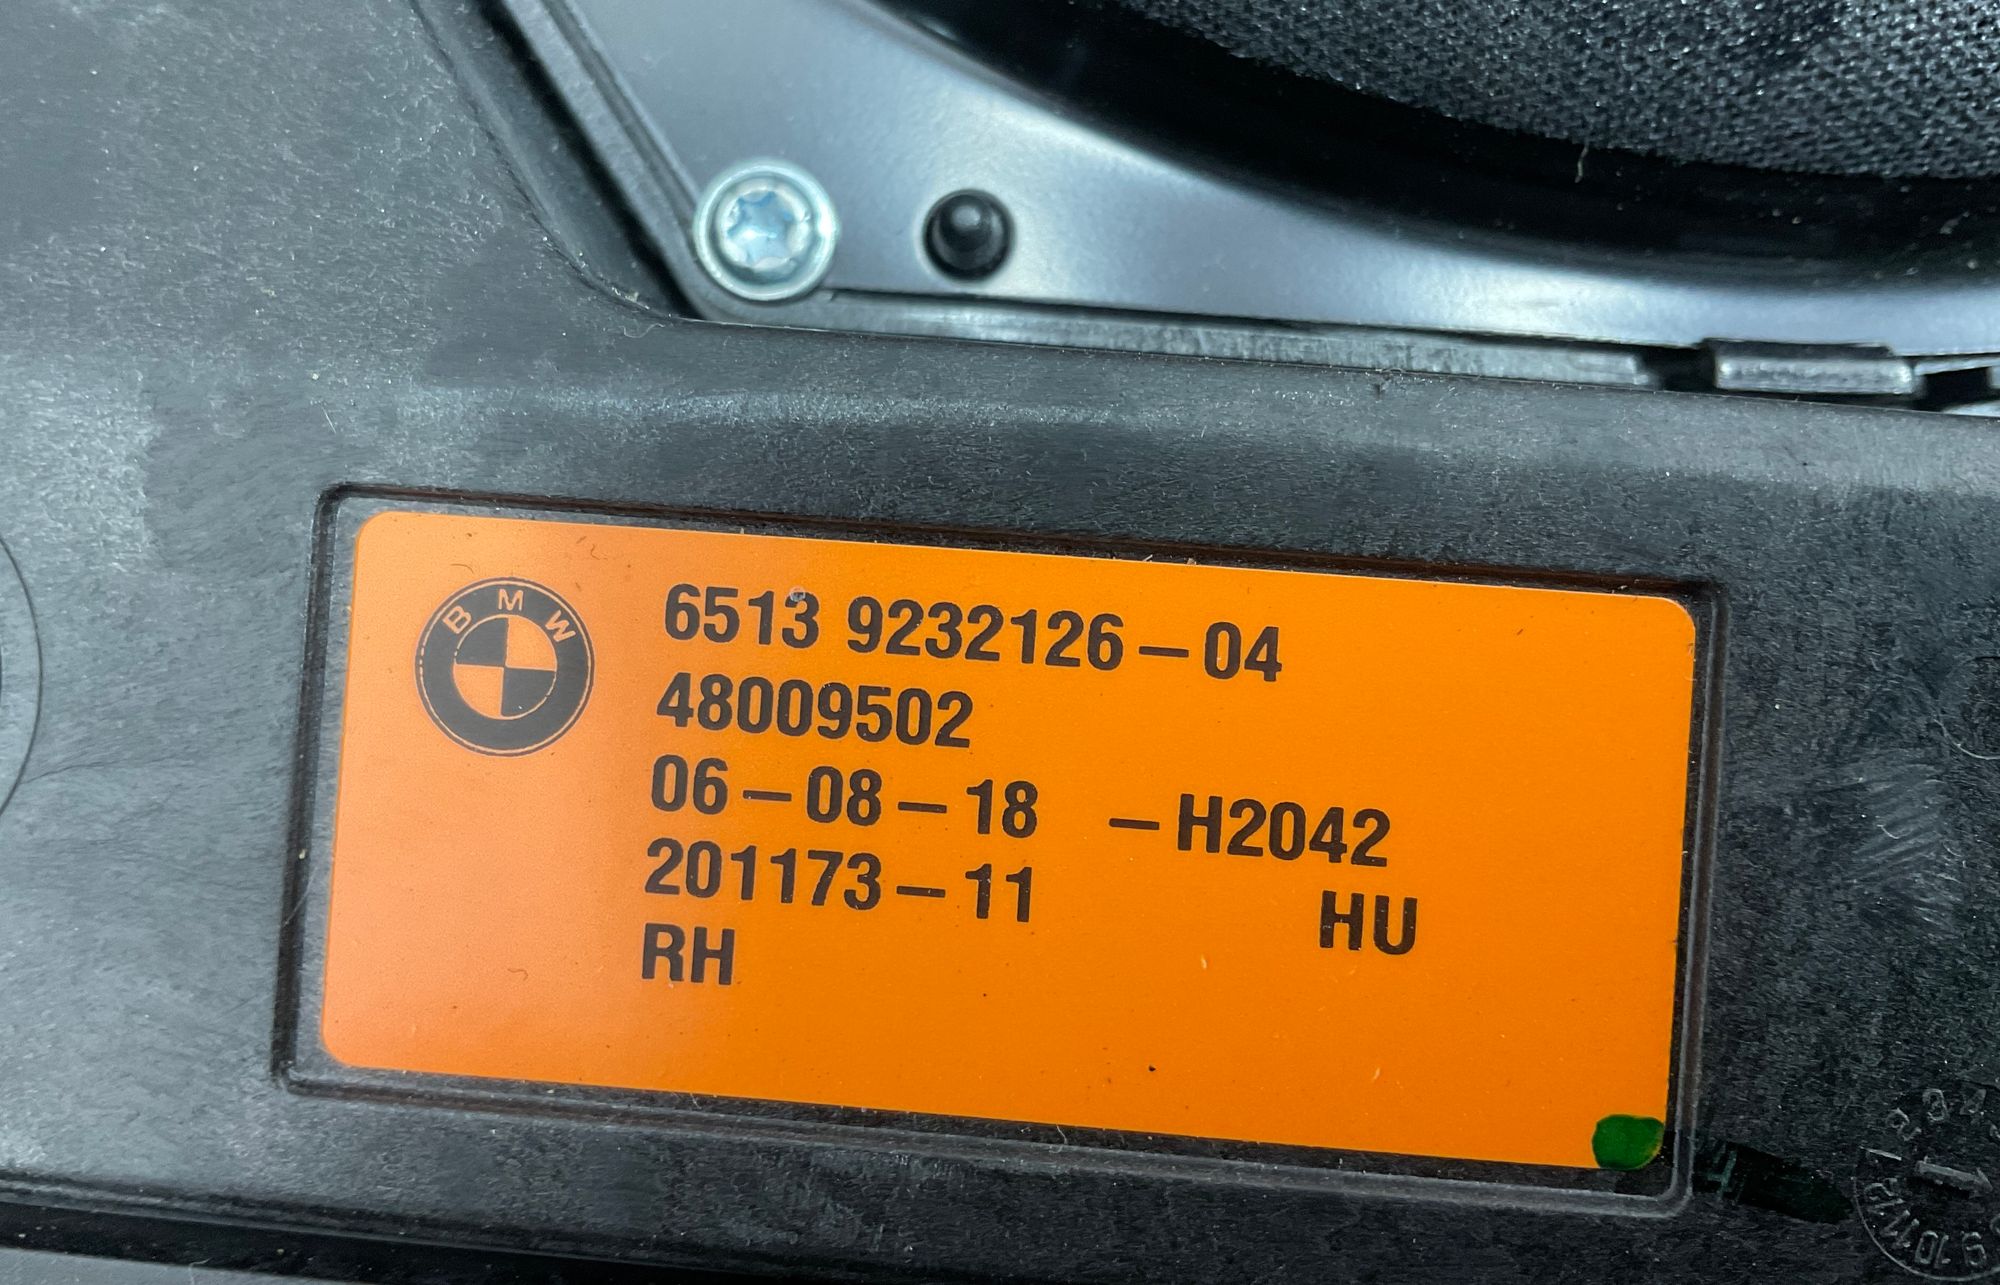 BMW
6513 9232126-04
48009502
06-08-18 -H2042
201173-11 HU
RH